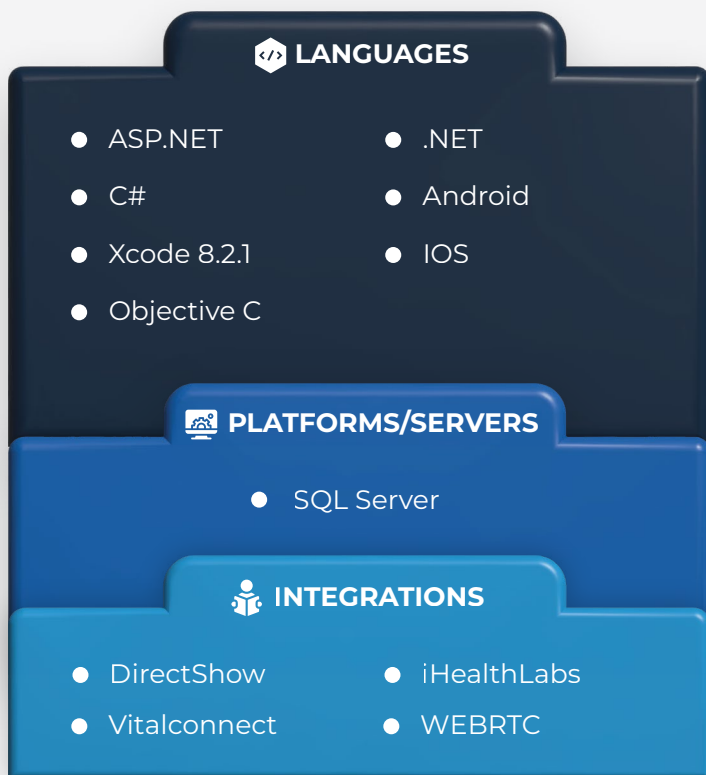 LANGUAGES
ASP.NET
.NET
C#
Android
Xcode 8.2.1
IOS
Objective C
PLATFORMS/SERVERS
SQL Server
INTEGRATIONS
DirectShow
iHealthLabs
Vitalconnect
WEBRTC